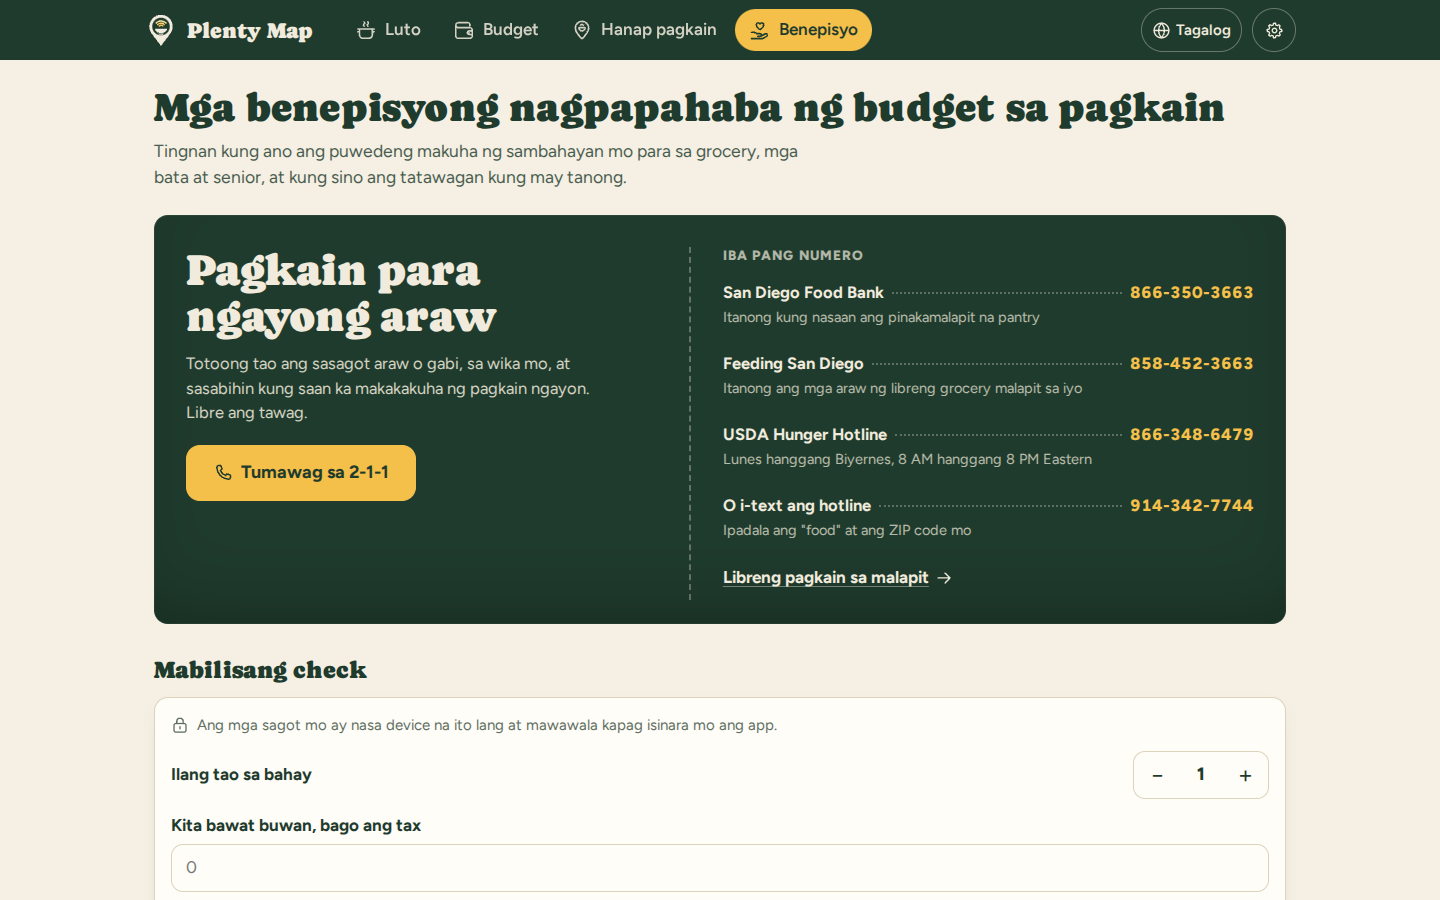 Plenty Map
Luto
Budget
Hanap pagkain
Benepisyo
Tagalog
Mga benepisyong nagpapahaba ng budget sa pagkain
Tingnan kung ano ang puwedeng makuha ng sambahayan mo para sa grocery, mga
bata at senior, at kung sino ang tatawagan kung may tanong.
Pagkain para
ngayong araw
Totoong tao ang sasagot araw o gabi, sa wika mo, at
sasabihin kung saan ka makakakuha ng pagkain ngayon.
Libre ang tawag.
Tumawag sa 2-1-1
IBA PANG NUMERO
San Diego Food Bank 866-350-3663
Itanong kung nasaan ang pinakamalapit na pantry
Feeding San Diego 858-452-3663
Itanong ang mga araw ng libreng grocery malapit sa iyo
USDA Hunger Hotline 866-348-6479
Lunes hanggang Biyernes, 8 AM hanggang 8 PM Eastern
O i-text ang hotline 914-342-7744
Ipadala ang "food" at ang ZIP code mo
Libreng pagkain sa malapit →
Mabilisang check
Ang mga sagot mo ay nasa device na ito lang at mawawala kapag isinara mo ang app.
Ilang tao sa bahay
− 1 +
Kita bawat buwan, bago ang tax
0